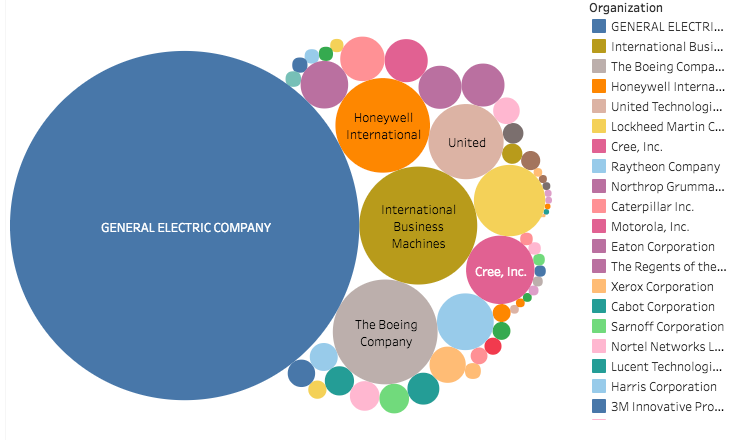 GENERAL ELECTRIC COMPANY
Honeywell
International
United
International
Business
Machines
Cree, Inc.
The Boeing
Company
Organization
GENERAL ELECTRI...
International Busi...
The Boeing Compa...
Honeywell Interna...
United Technologi...
Lockheed Martin C...
Cree, Inc.
Raytheon Company
Northrop Grumma...
Caterpillar Inc.
Motorola, Inc.
Eaton Corporation
The Regents of the...
Xerox Corporation
Cabot Corporation
Sarnoff Corporation
Nortel Networks L...
Lucent Technologi...
Harris Corporation
3M Innovative Pro...